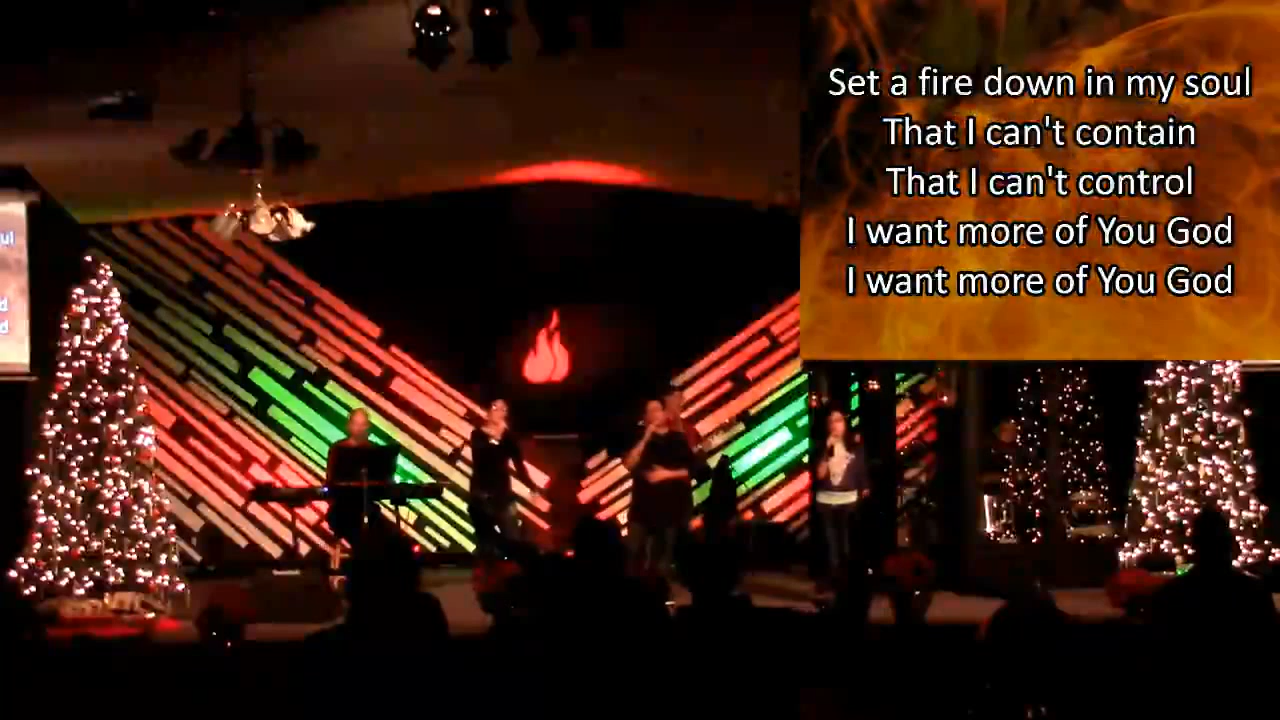 Set a fire down in my soul
That I can't contain
That I can't control
I want more of You God
I want more of You God
ul
d
d